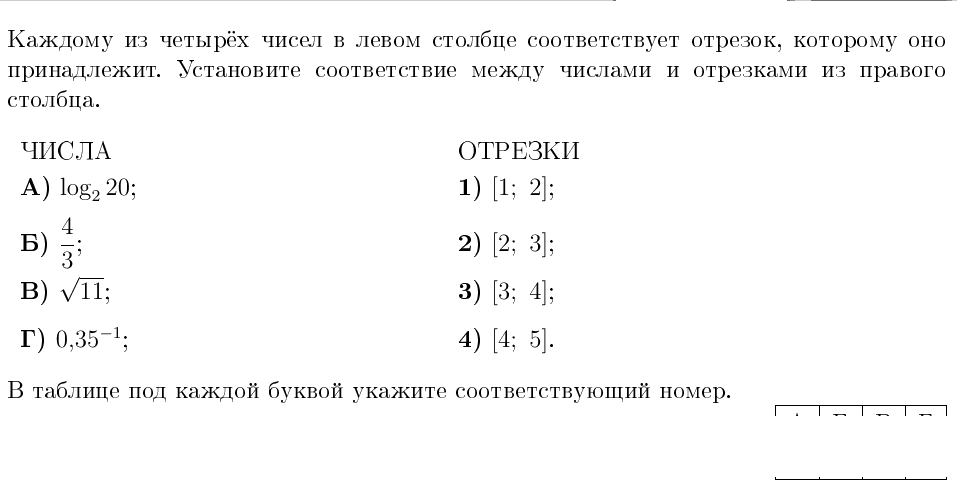 Каждому из четырёх чисел в левом столбце соответствует отрезок, которому оно
принадлежит. Установите соответствие между числами и отрезками из правого
столбца.
ЧИСЛА ОТРЕЗКИ
А) log₂ 20; 1) [1; 2];
Б) 4/3; 2) [2; 3];
В) √11; 3) [3; 4];
Г) 0,35⁻¹; 4) [4; 5].
В таблице под каждой буквой укажите соответствующий номер.